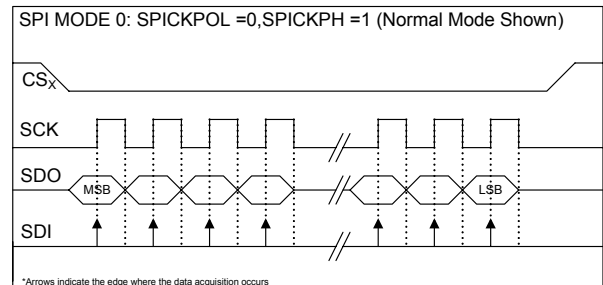 SPI MODE 0: SPICKPOL =0,SPICKPH =1 (Normal Mode Shown)
CSX
SCK
SDO
MSB
LSB
SDI
*Arrows indicate the edge where the data acquisition occurs